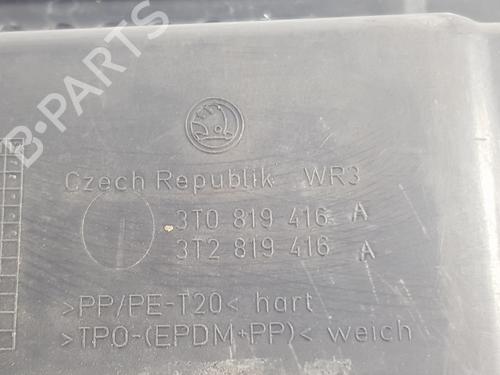 B-PARTS
Czech Republik WR3
3T0 819 416 A
3T2 819 416 A
>PP/PE-T20< hart
>TPO-(EPDM+PP)< weich